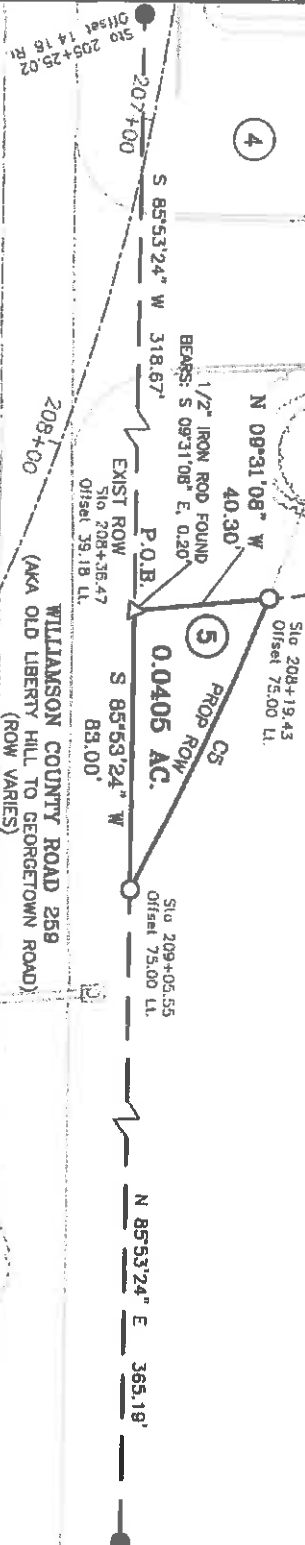 Sta 205+25.02
Offset 14.16 Rt.
4
207+00
S 85°53'24" W 318.67'
N 09°31'08" W
40.30'
1/2" IRON ROD FOUND
BEARS: S 09°31'08" E, 0.20'
Sta 208+19.43
Offset 75.00 Lt.
208+00
EXIST ROW
Sta 208+36.47
Offset 39.18 Lt.
P.O.B.
5
0.0405 AC.
C5
PROP ROW
S 85°53'24" W
83.00'
Sta 209+05.55
Offset 75.00 Lt.
WILLIAMSON COUNTY ROAD 259
(AKA OLD LIBERTY HILL TO GEORGETOWN ROAD)
(ROW VARIES)
N 85°53'24" E 365.19'